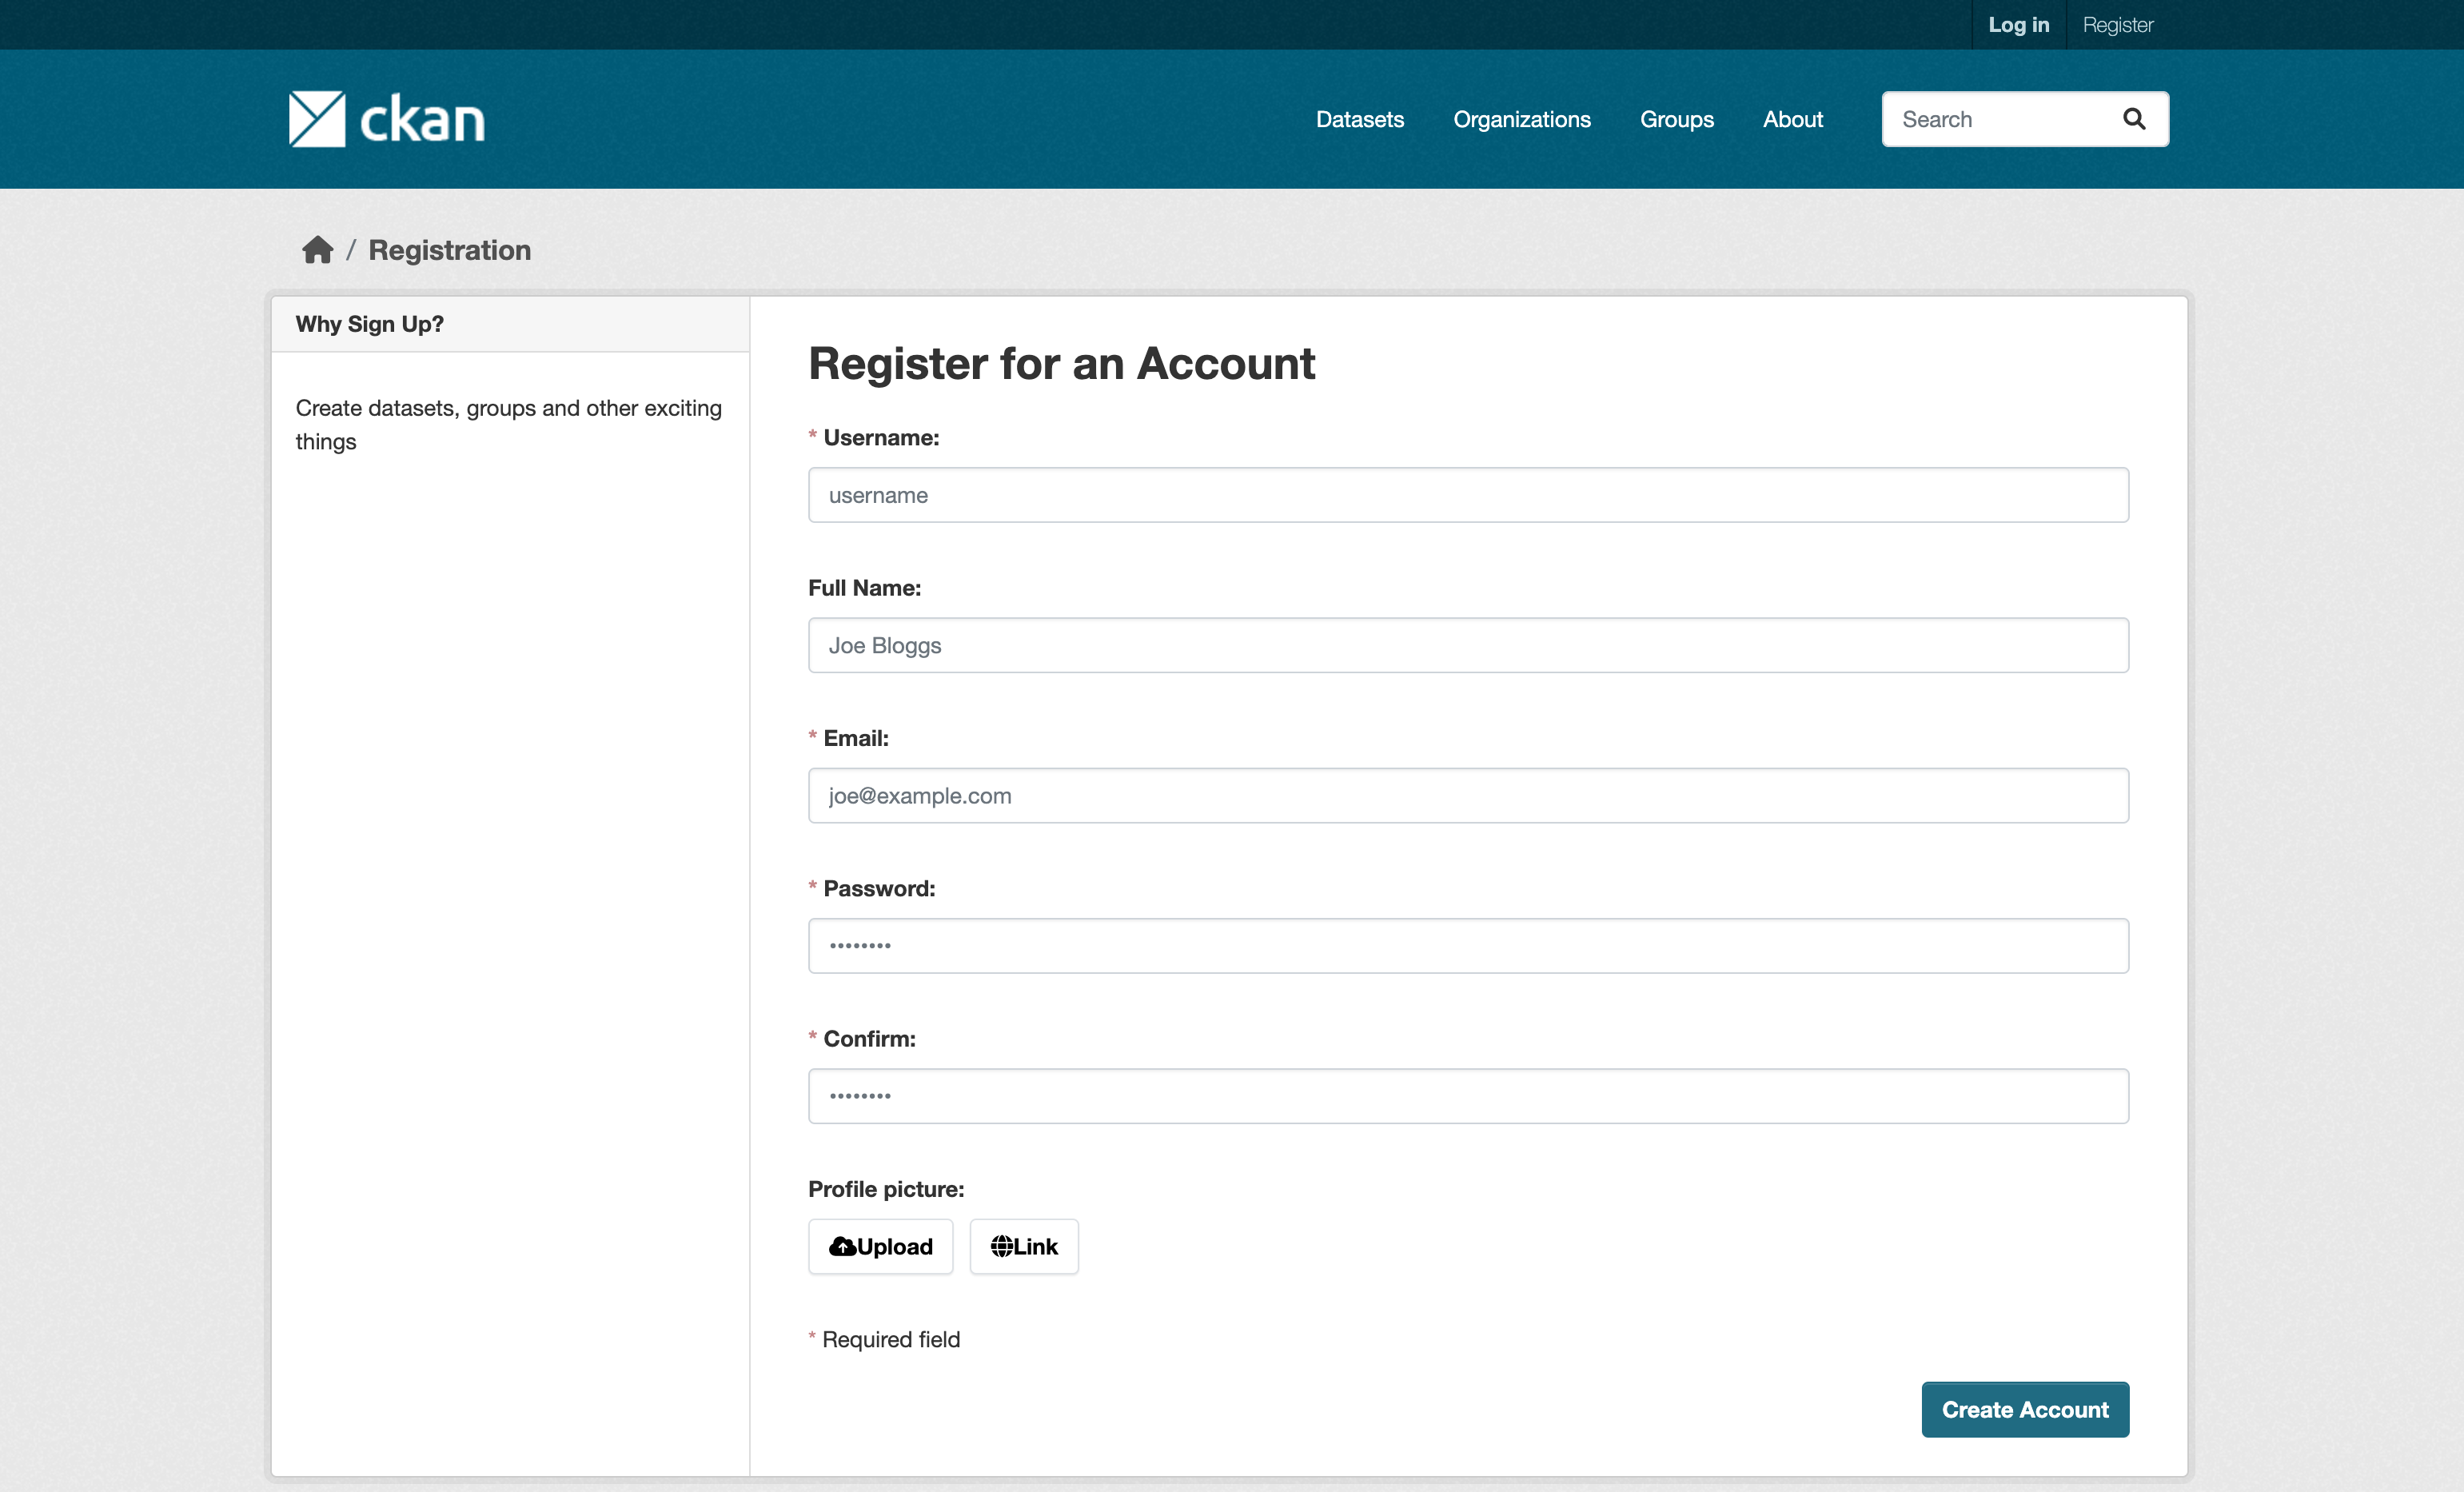 Log in Register
ckan
Datasets Organizations Groups About Search
/ Registration
Why Sign Up?
Create datasets, groups and other exciting
things
Register for an Account
* Username:
username
Full Name:
Joe Bloggs
* Email:
joe@example.com
* Password:
••••••••
* Confirm:
••••••••
Profile picture:
Upload Link
* Required field
Create Account